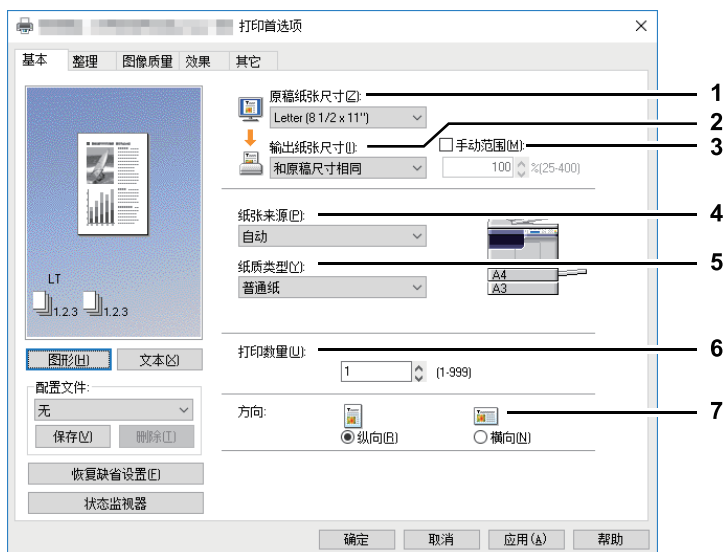 打印首选项
基本 整理 图像质量 效果 其它
原稿纸张尺寸(Z):
1
Letter (8 1/2 x 11")
2
输出纸张尺寸(I):
手动范围(M):
3
和原稿尺寸相同
100 %(25-400)
纸张来源(P):
4
自动
纸质类型(Y):
5
普通纸
A4
A3
LT
1.2.3 1.2.3
图形(H) 文本(X)
打印数量(U):
6
1 (1-999)
配置文件:
无
保存(V) 删除(T)
方向:
7
纵向(R) 横向(N)
恢复缺省设置(F)
状态监视器
确定 取消 应用(A) 帮助